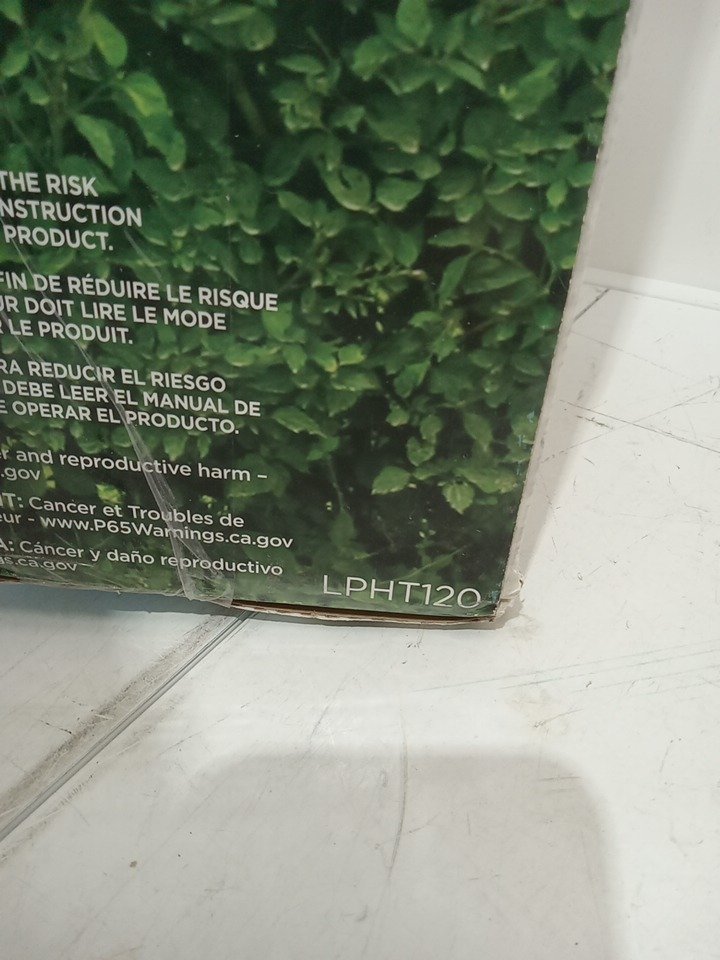 THE RISK
NSTRUCTION
PRODUCT.
FIN DE RÉDUIRE LE RISQUE
UR DOIT LIRE LE MODE
R LE PRODUIT.
RA REDUCIR EL RIESGO
DEBE LEER EL MANUAL DE
E OPERAR EL PRODUCTO.
r and reproductive harm –
.gov
NT: Cancer et Troubles de
eur - www.P65Warnings.ca.gov
A: Cáncer y daño reproductivo
gs.ca.gov
LPHT120